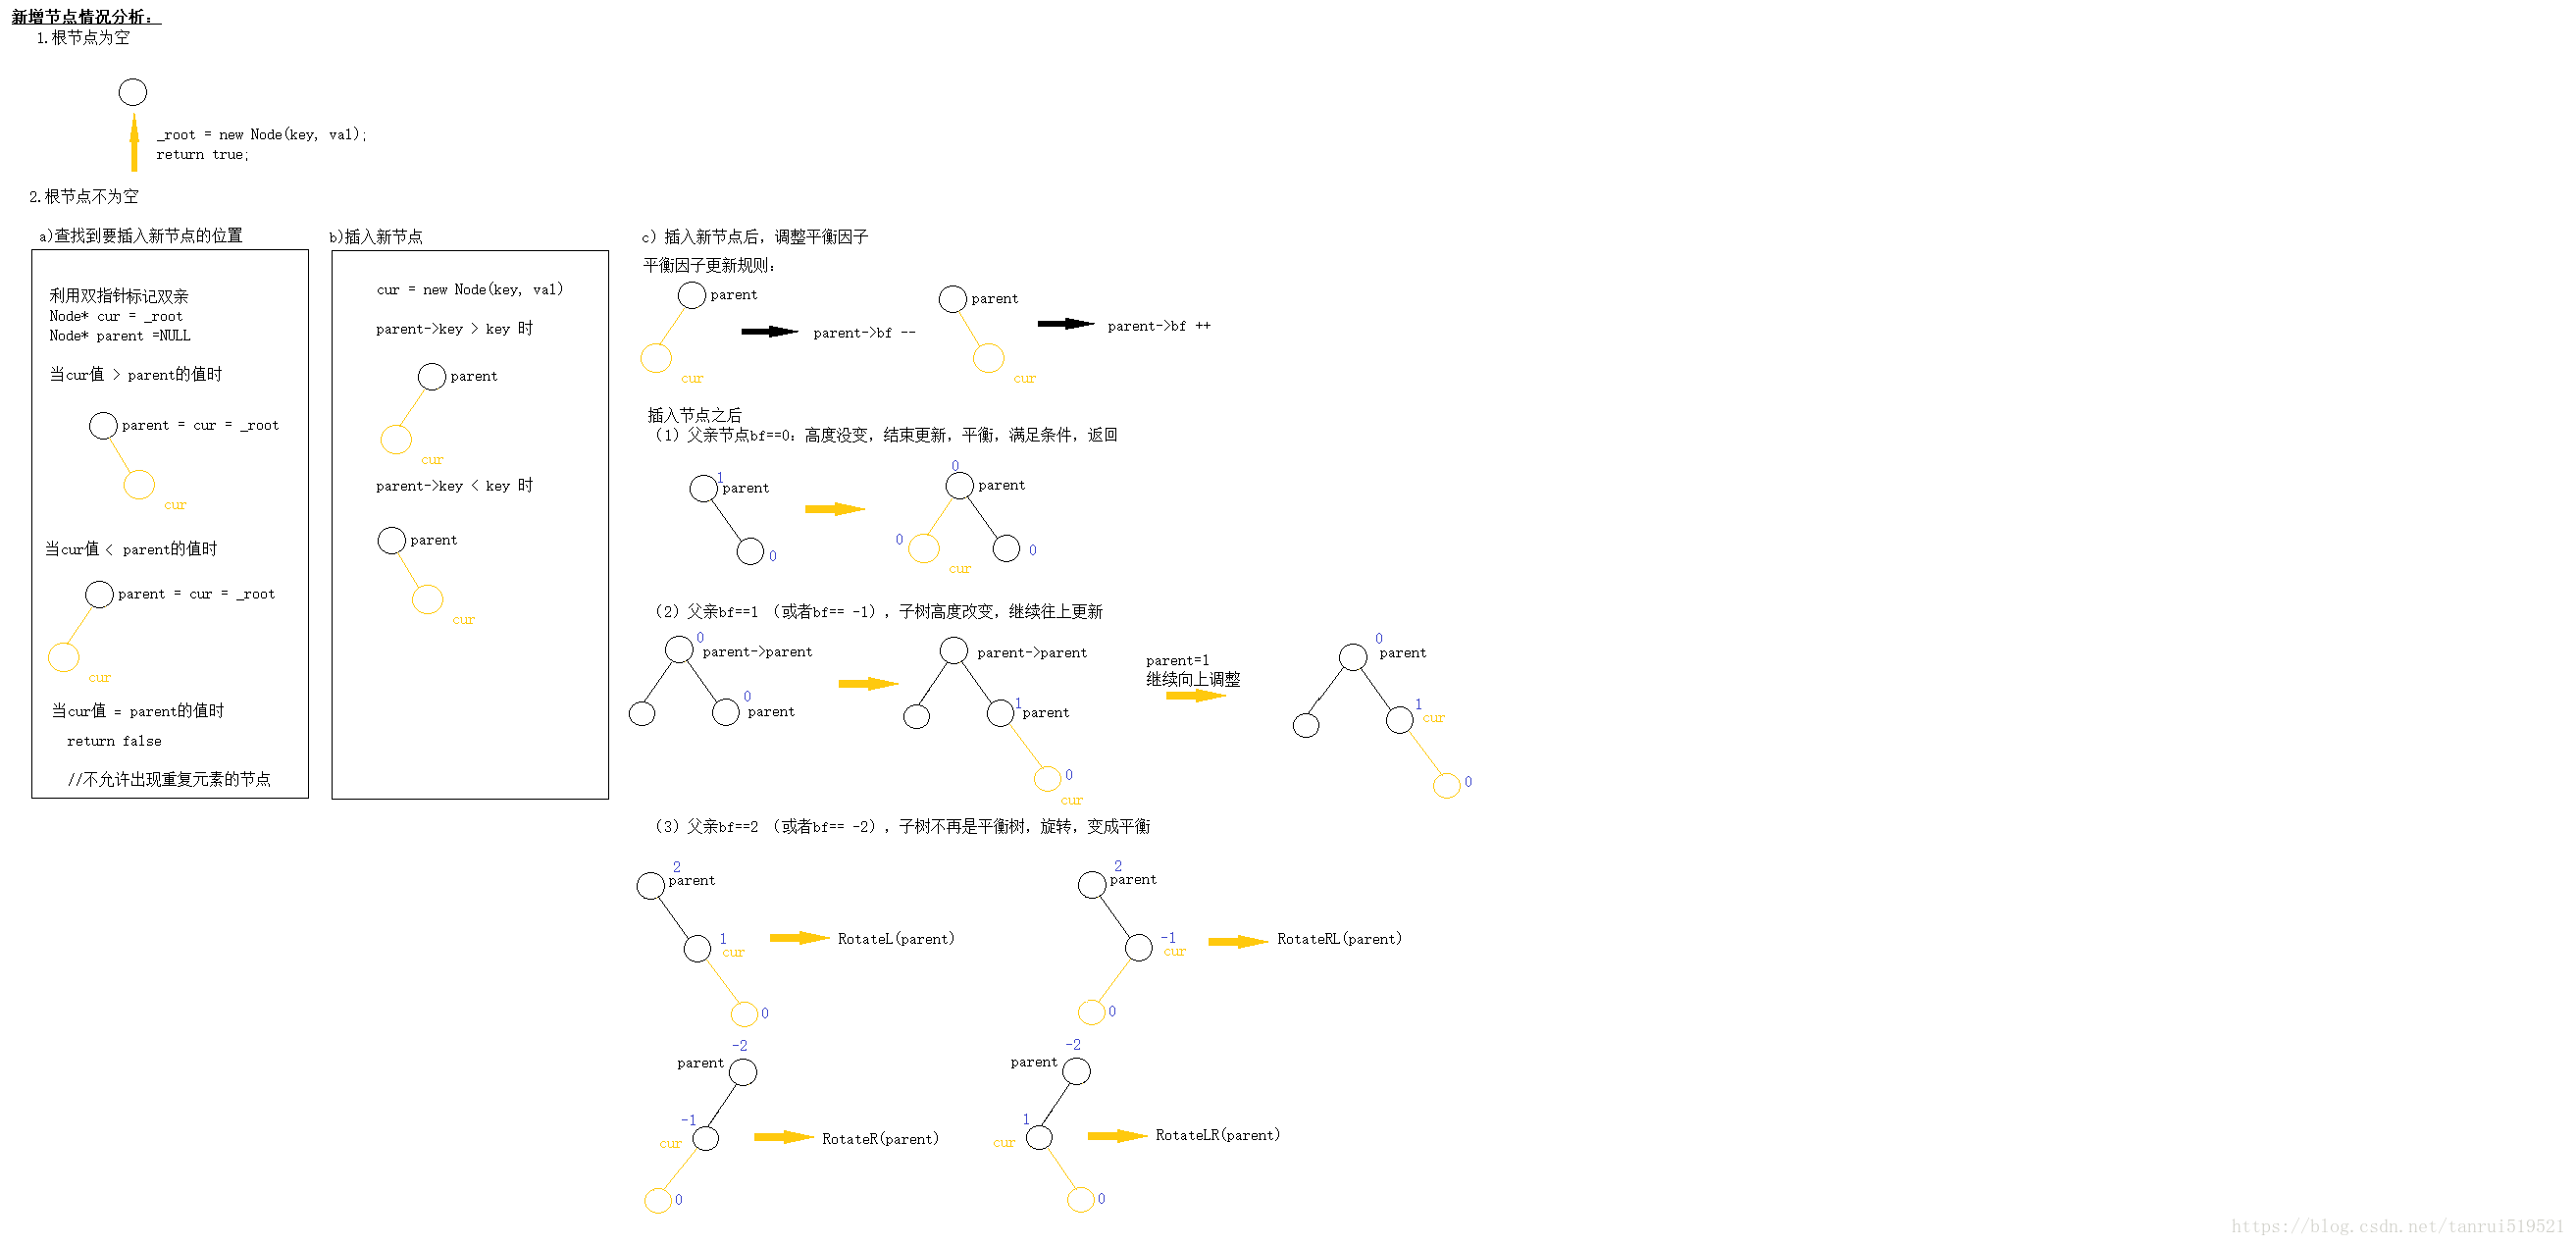 新增节点情况分析：
1.根节点为空
_root = new Node(key, val);
return true;
2.根节点不为空
a)查找到要插入新节点的位置
利用双指针标记双亲
Node* cur = _root
Node* parent =NULL
当cur值 > parent的值时
parent = cur = _root
cur
当cur值 < parent的值时
parent = cur = _root
cur
当cur值 = parent的值时
return false
//不允许出现重复元素的节点
b)插入新节点
cur = new Node(key, val)
parent->key > key 时
parent
cur
parent->key < key 时
parent
cur
c) 插入新节点后，调整平衡因子
平衡因子更新规则：
parent
cur
parent->bf --
parent
cur
parent->bf ++
插入节点之后
（1）父亲节点bf==0：高度没变，结束更新，平衡，满足条件，返回
1
parent
0
0
parent
0
cur
0
（2）父亲bf==1 （或者bf== -1），子树高度改变，继续往上更新
0
parent->parent
0
parent
parent->parent
1
parent
0
cur
parent=1
继续向上调整
0
parent
1
cur
0
（3）父亲bf==2 （或者bf== -2），子树不再是平衡树，旋转，变成平衡
2
parent
1
cur
0
RotateL(parent)
2
parent
-1
cur
0
RotateRL(parent)
-2
parent
-1
cur
0
RotateR(parent)
-2
parent
1
cur
0
RotateLR(parent)
https://blog.csdn.net/tanrui519521